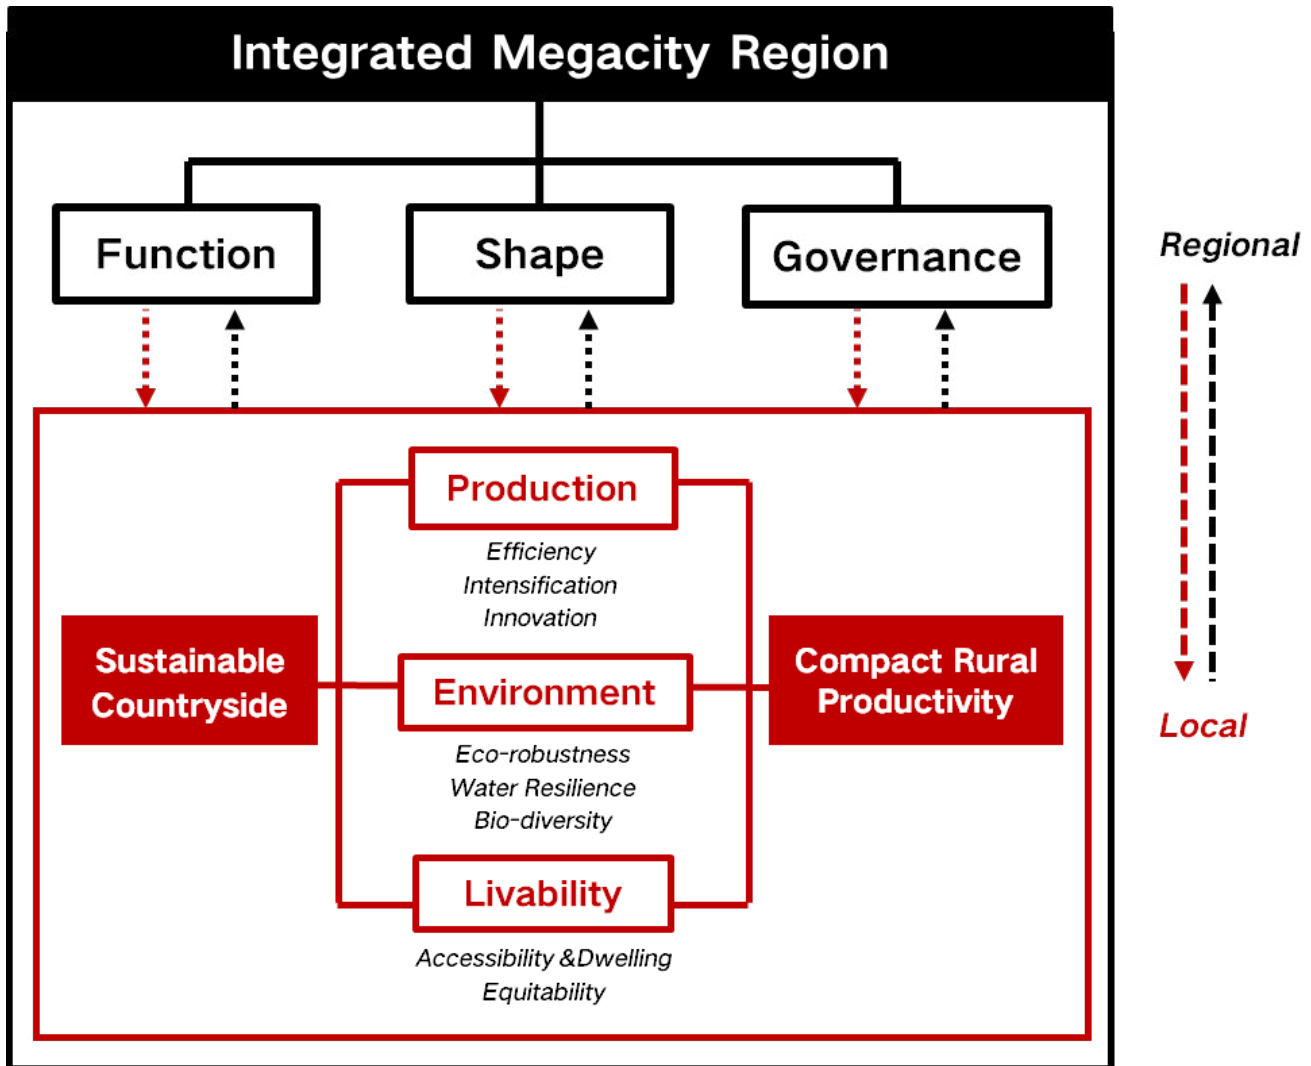 Integrated Megacity Region
Function
Shape
Governance
Regional
Production
Efficiency
Intensification
Innovation
Sustainable
Countryside
Environment
Compact Rural
Productivity
Local
Eco-robustness
Water Resilience
Bio-diversity
Livability
Accessibility &Dwelling
Equitability